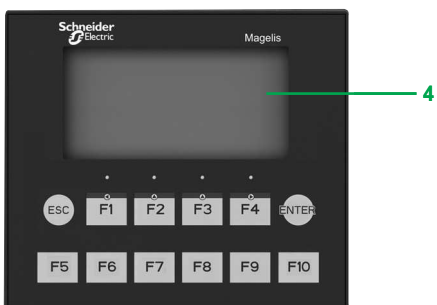 Schneider
Electric
Magelis
4
ESC F1 F2 F3 F4 ENTER
F5 F6 F7 F8 F9 F10